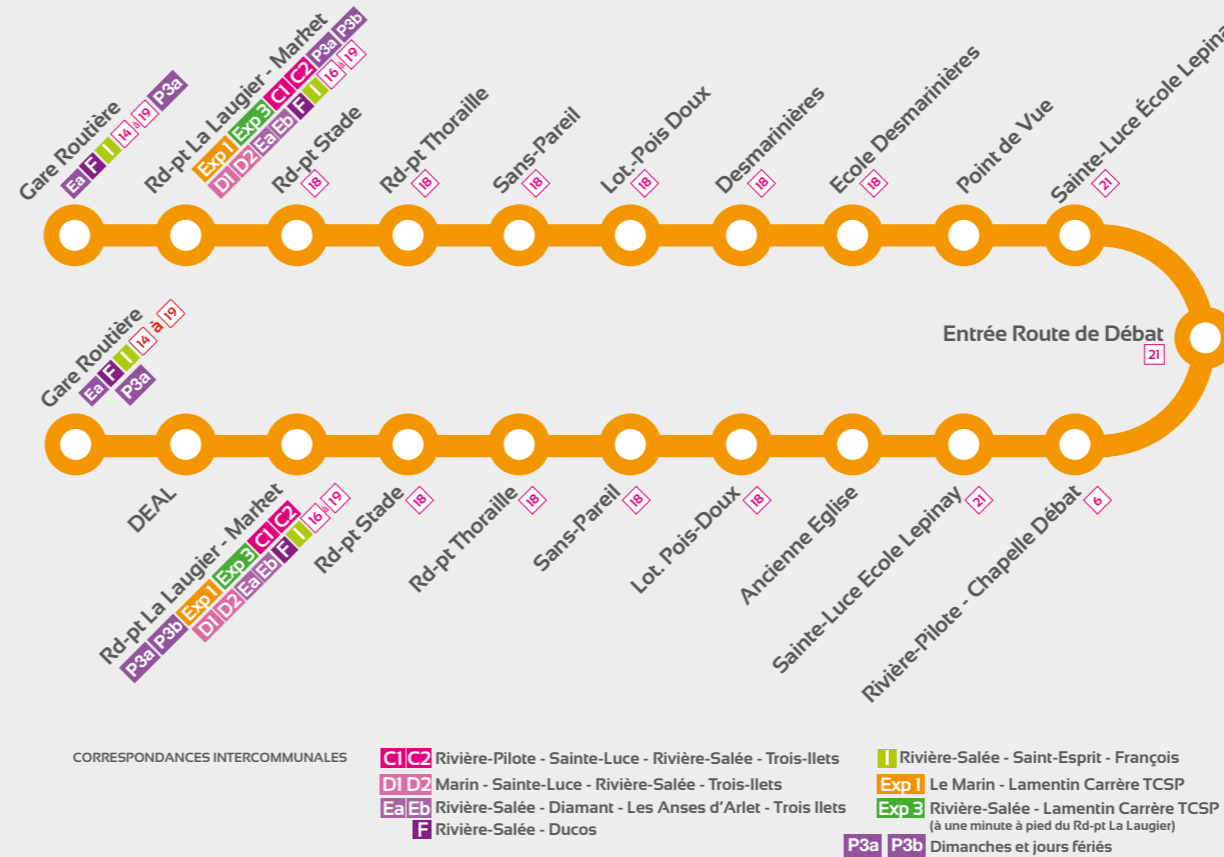 Gare Routière
Ea F I 14 à 19 P3a
Rd-pt La Laugier - Market
Exp 1 Exp 3 C1 C2 P3a P3b
D1 D2 Ea Eb F I 16 à 19
Rd-pt Stade
18
Rd-pt Thoraille
18
Sans-Pareil
18
Lot.-Pois Doux
18
Desmarinières
18
Ecole Desmarinières
18
Point de Vue
Sainte-Luce École Lepina
21
Entrée Route de Débat
21
Gare Routière
Ea F I 14 à 19
P3a
DEAL
Rd-pt La Laugier - Market
P3a P3b Exp 1 Exp 3 C1 C2
D1 D2 Ea Eb F I 16 à 19
Rd-pt Stade
18
Rd-pt Thoraille
18
Sans-Pareil
18
Lot. Pois-Doux
18
Ancienne Eglise
Sainte-Luce Ecole Lepinay
21
Rivière-Pilote - Chapelle Débat
6
CORRESPONDANCES INTERCOMMUNALES
C1 C2 Rivière-Pilote - Sainte-Luce - Rivière-Salée - Trois-Ilets
D1 D2 Marin - Sainte-Luce - Rivière-Salée - Trois-Ilets
Ea Eb Rivière-Salée - Diamant - Les Anses d'Arlet - Trois Ilets
F Rivière-Salée - Ducos
I Rivière-Salée - Saint-Esprit - François
Exp 1 Le Marin - Lamentin Carrère TCSP
Exp 3 Rivière-Salée - Lamentin Carrère TCSP
(à une minute à pied du Rd-pt La Laugier)
P3a P3b Dimanches et jours fériés